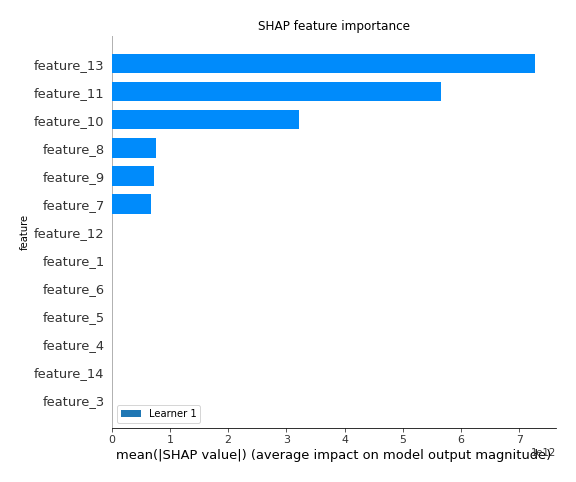 SHAP feature importance
feature_13
feature_11
feature_10
feature_8
feature_9
feature_7
feature_12
feature_1
feature_6
feature_5
feature_4
feature_14
feature_3
feature
Learner 1
0 1 2 3 4 5 6 7
1e12
mean(|SHAP value|) (average impact on model output magnitude)